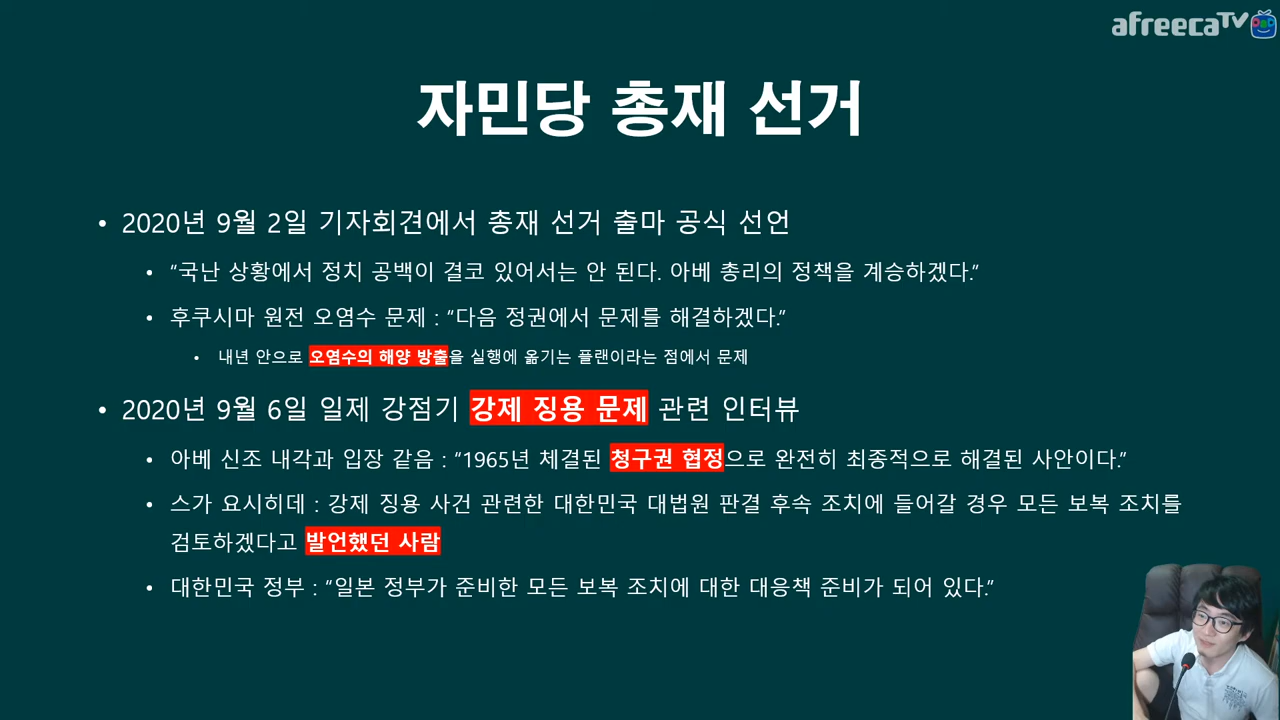 afreecaTV
자민당 총재 선거
• 2020년 9월 2일 기자회견에서 총재 선거 출마 공식 선언
• “국난 상황에서 정치 공백이 결코 있어서는 안 된다. 아베 총리의 정책을 계승하겠다.”
• 후쿠시마 원전 오염수 문제 : “다음 정권에서 문제를 해결하겠다.”
• 내년 안으로 오염수의 해양 방출을 실행에 옮기는 플랜이라는 점에서 문제
• 2020년 9월 6일 일제 강점기 강제 징용 문제 관련 인터뷰
• 아베 신조 내각과 입장 같음 : “1965년 체결된 청구권 협정으로 완전히 최종적으로 해결된 사안이다.”
• 스가 요시히데 : 강제 징용 사건 관련한 대한민국 대법원 판결 후속 조치에 들어갈 경우 모든 보복 조치를
검토하겠다고 발언했던 사람
• 대한민국 정부 : “일본 정부가 준비한 모든 보복 조치에 대한 대응책 준비가 되어 있다.”